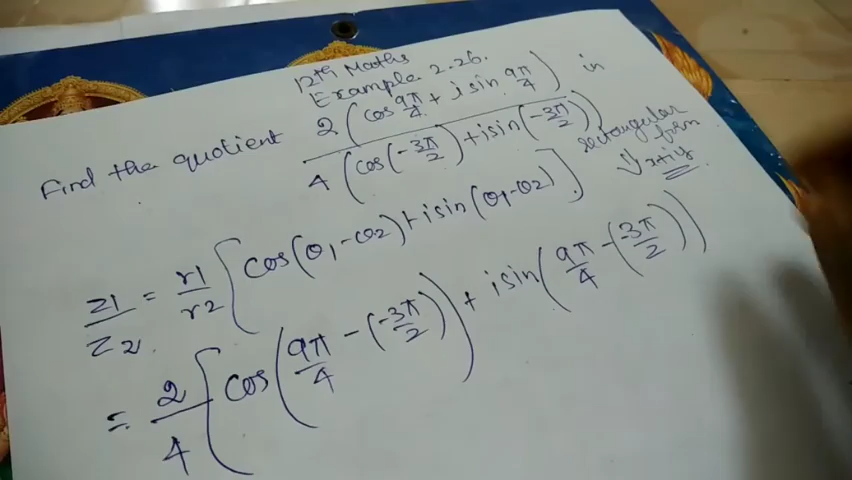 12th Maths
Example 2.26.
Find the quotient 2(cos 9π/4 + i sin 9π/4) / 4(cos(-3π/2) + i sin(-3π/2)) in
rectangular
form
x+iy
z1/z2 = r1/r2 [cos(θ1-θ2) + i sin(θ1-θ2)]
= 2/4 [cos(9π/4 - (-3π/2)) + i sin(9π/4 - (-3π/2))